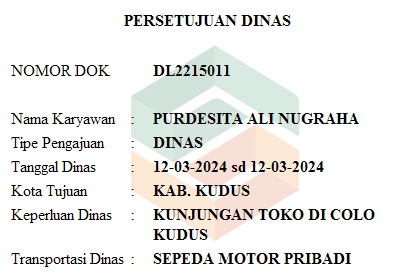 PERSETUJUAN DINAS
NOMOR DOK DL2215011
Nama Karyawan : PURDESITA ALI NUGRAHA
Tipe Pengajuan : DINAS
Tanggal Dinas : 12-03-2024 sd 12-03-2024
Kota Tujuan : KAB. KUDUS
Keperluan Dinas : KUNJUNGAN TOKO DI COLO
KUDUS
Transportasi Dinas : SEPEDA MOTOR PRIBADI